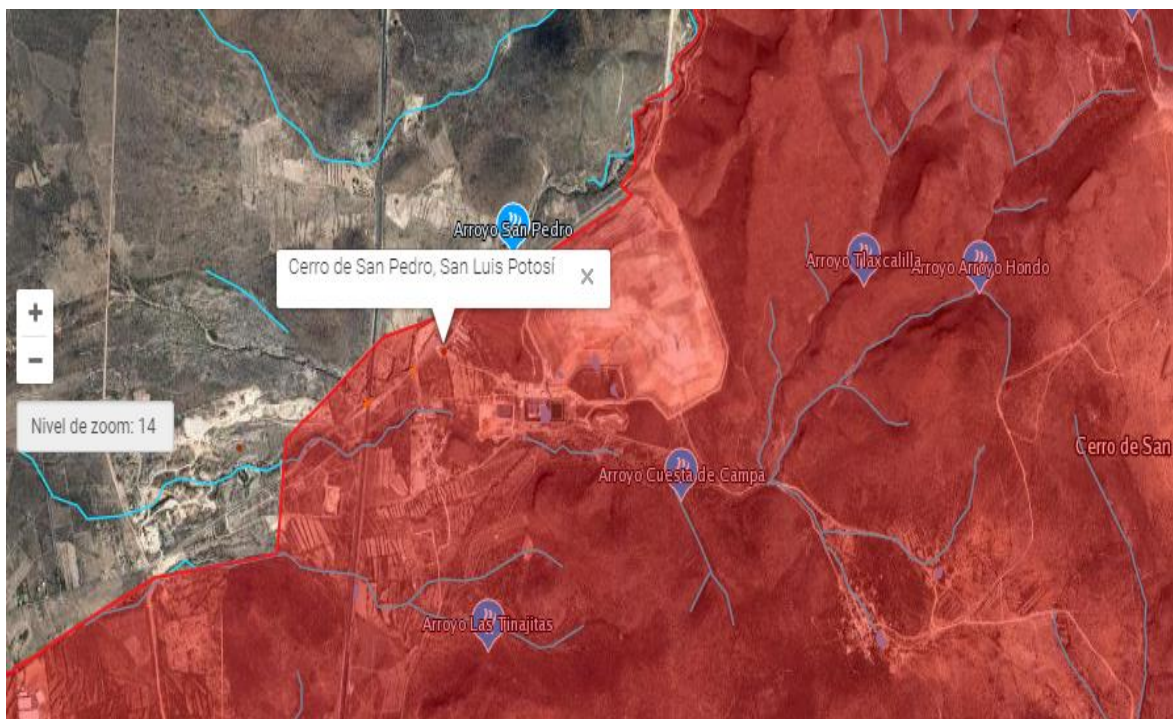 Arroyo San Pedro
Cerro de San Pedro, San Luis Potosí
×
Arroyo Tlaxcalilla
Arroyo Arroyo Hondo
+
−
Nivel de zoom: 14
Cerro de San
Arroyo Cuesta de Campa
Arroyo Las Tinajitas